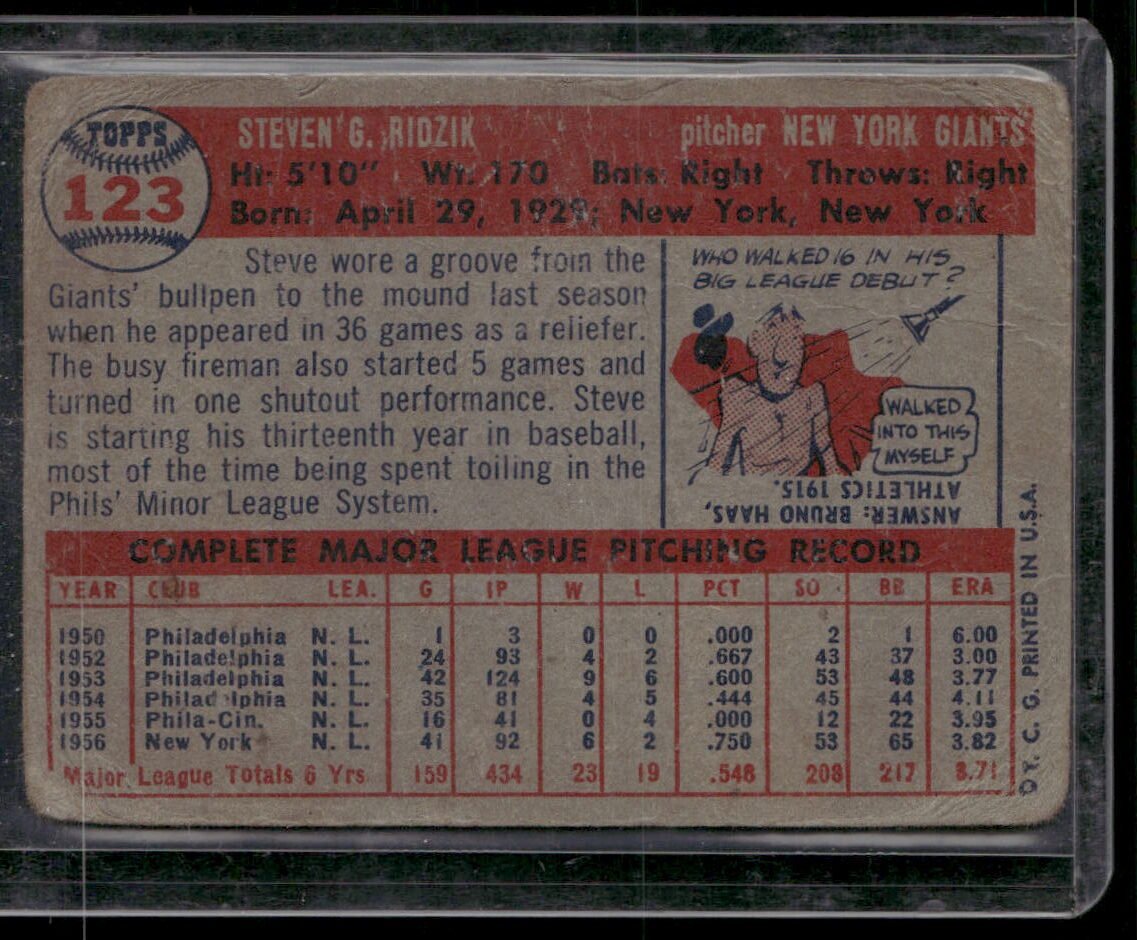 TOPPS
123
STEVEN G. RIDZIK pitcher NEW YORK GIANTS
Ht: 5'10" Wt: 170 Bats: Right Throws: Right
Born: April 29, 1929; New York, New York
Steve wore a groove from the
Giants' bullpen to the mound last season
when he appeared in 36 games as a reliefer.
The busy fireman also started 5 games and
turned in one shutout performance. Steve
is starting his thirteenth year in baseball,
most of the time being spent toiling in the
Phils' Minor League System.
WHO WALKED 16 IN HIS
BIG LEAGUE DEBUT?
WALKED
INTO THIS
MYSELF
ANSWER: BRUNO HAAS,
ATHLETICS 1915.
COMPLETE MAJOR LEAGUE PITCHING RECORD
YEAR CLUB LEA. G IP W L PCT SO BB ERA
1950 Philadelphia N. L. 1 3 0 0 .000 2 1 6.00
1952 Philadelphia N. L. 24 93 4 2 .667 43 37 3.00
1953 Philadelphia N. L. 42 124 9 6 .600 53 48 3.77
1954 Philadelphia N. L. 35 81 4 5 .444 45 44 4.11
1955 Phila-Cin. N. L. 16 41 0 4 .000 12 22 3.95
1956 New York N. L. 41 92 6 2 .750 53 65 3.82
Major League Totals 6 Yrs 159 434 23 19 .548 208 217 3.71
© T. C. G. PRINTED IN U.S.A.